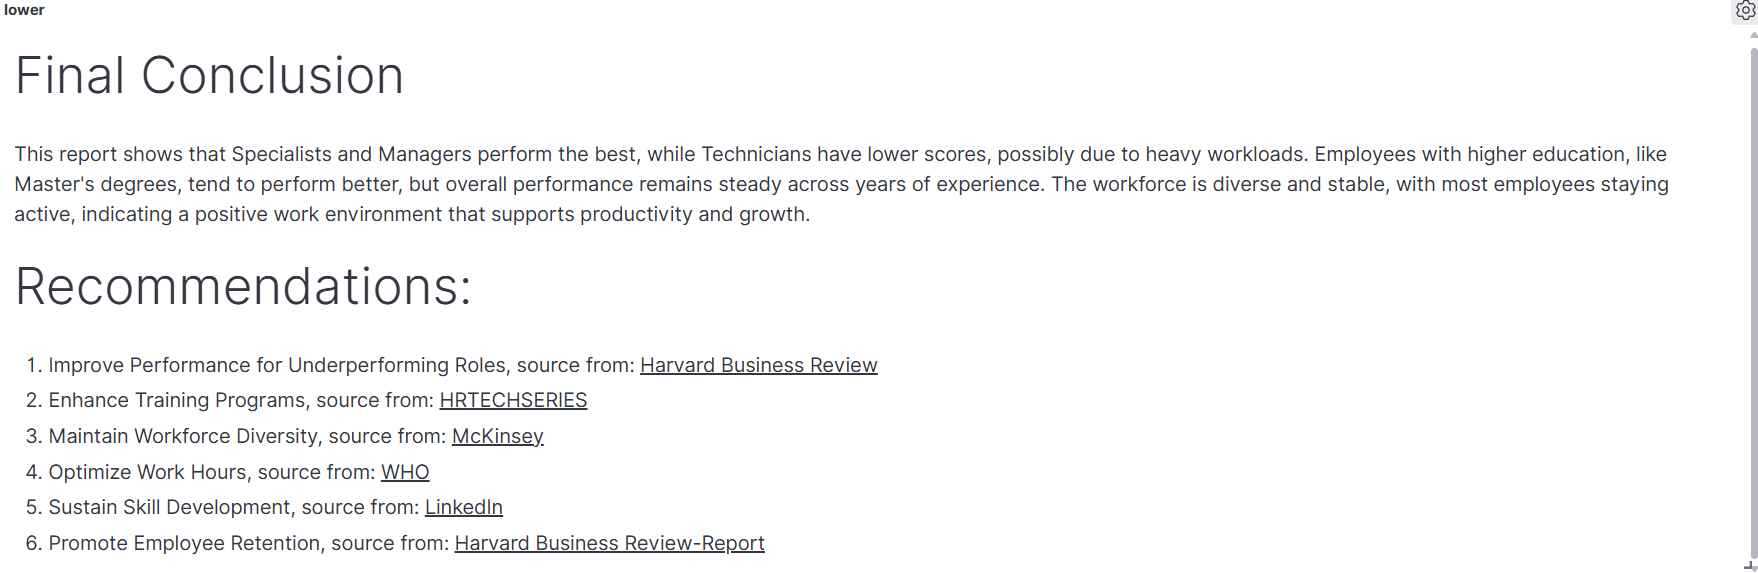 lower
Final Conclusion
This report shows that Specialists and Managers perform the best, while Technicians have lower scores, possibly due to heavy workloads. Employees with higher education, like
Master's degrees, tend to perform better, but overall performance remains steady across years of experience. The workforce is diverse and stable, with most employees staying
active, indicating a positive work environment that supports productivity and growth.
Recommendations:
1. Improve Performance for Underperforming Roles, source from: Harvard Business Review
2. Enhance Training Programs, source from: HRTECHSERIES
3. Maintain Workforce Diversity, source from: McKinsey
4. Optimize Work Hours, source from: WHO
5. Sustain Skill Development, source from: LinkedIn
6. Promote Employee Retention, source from: Harvard Business Review-Report